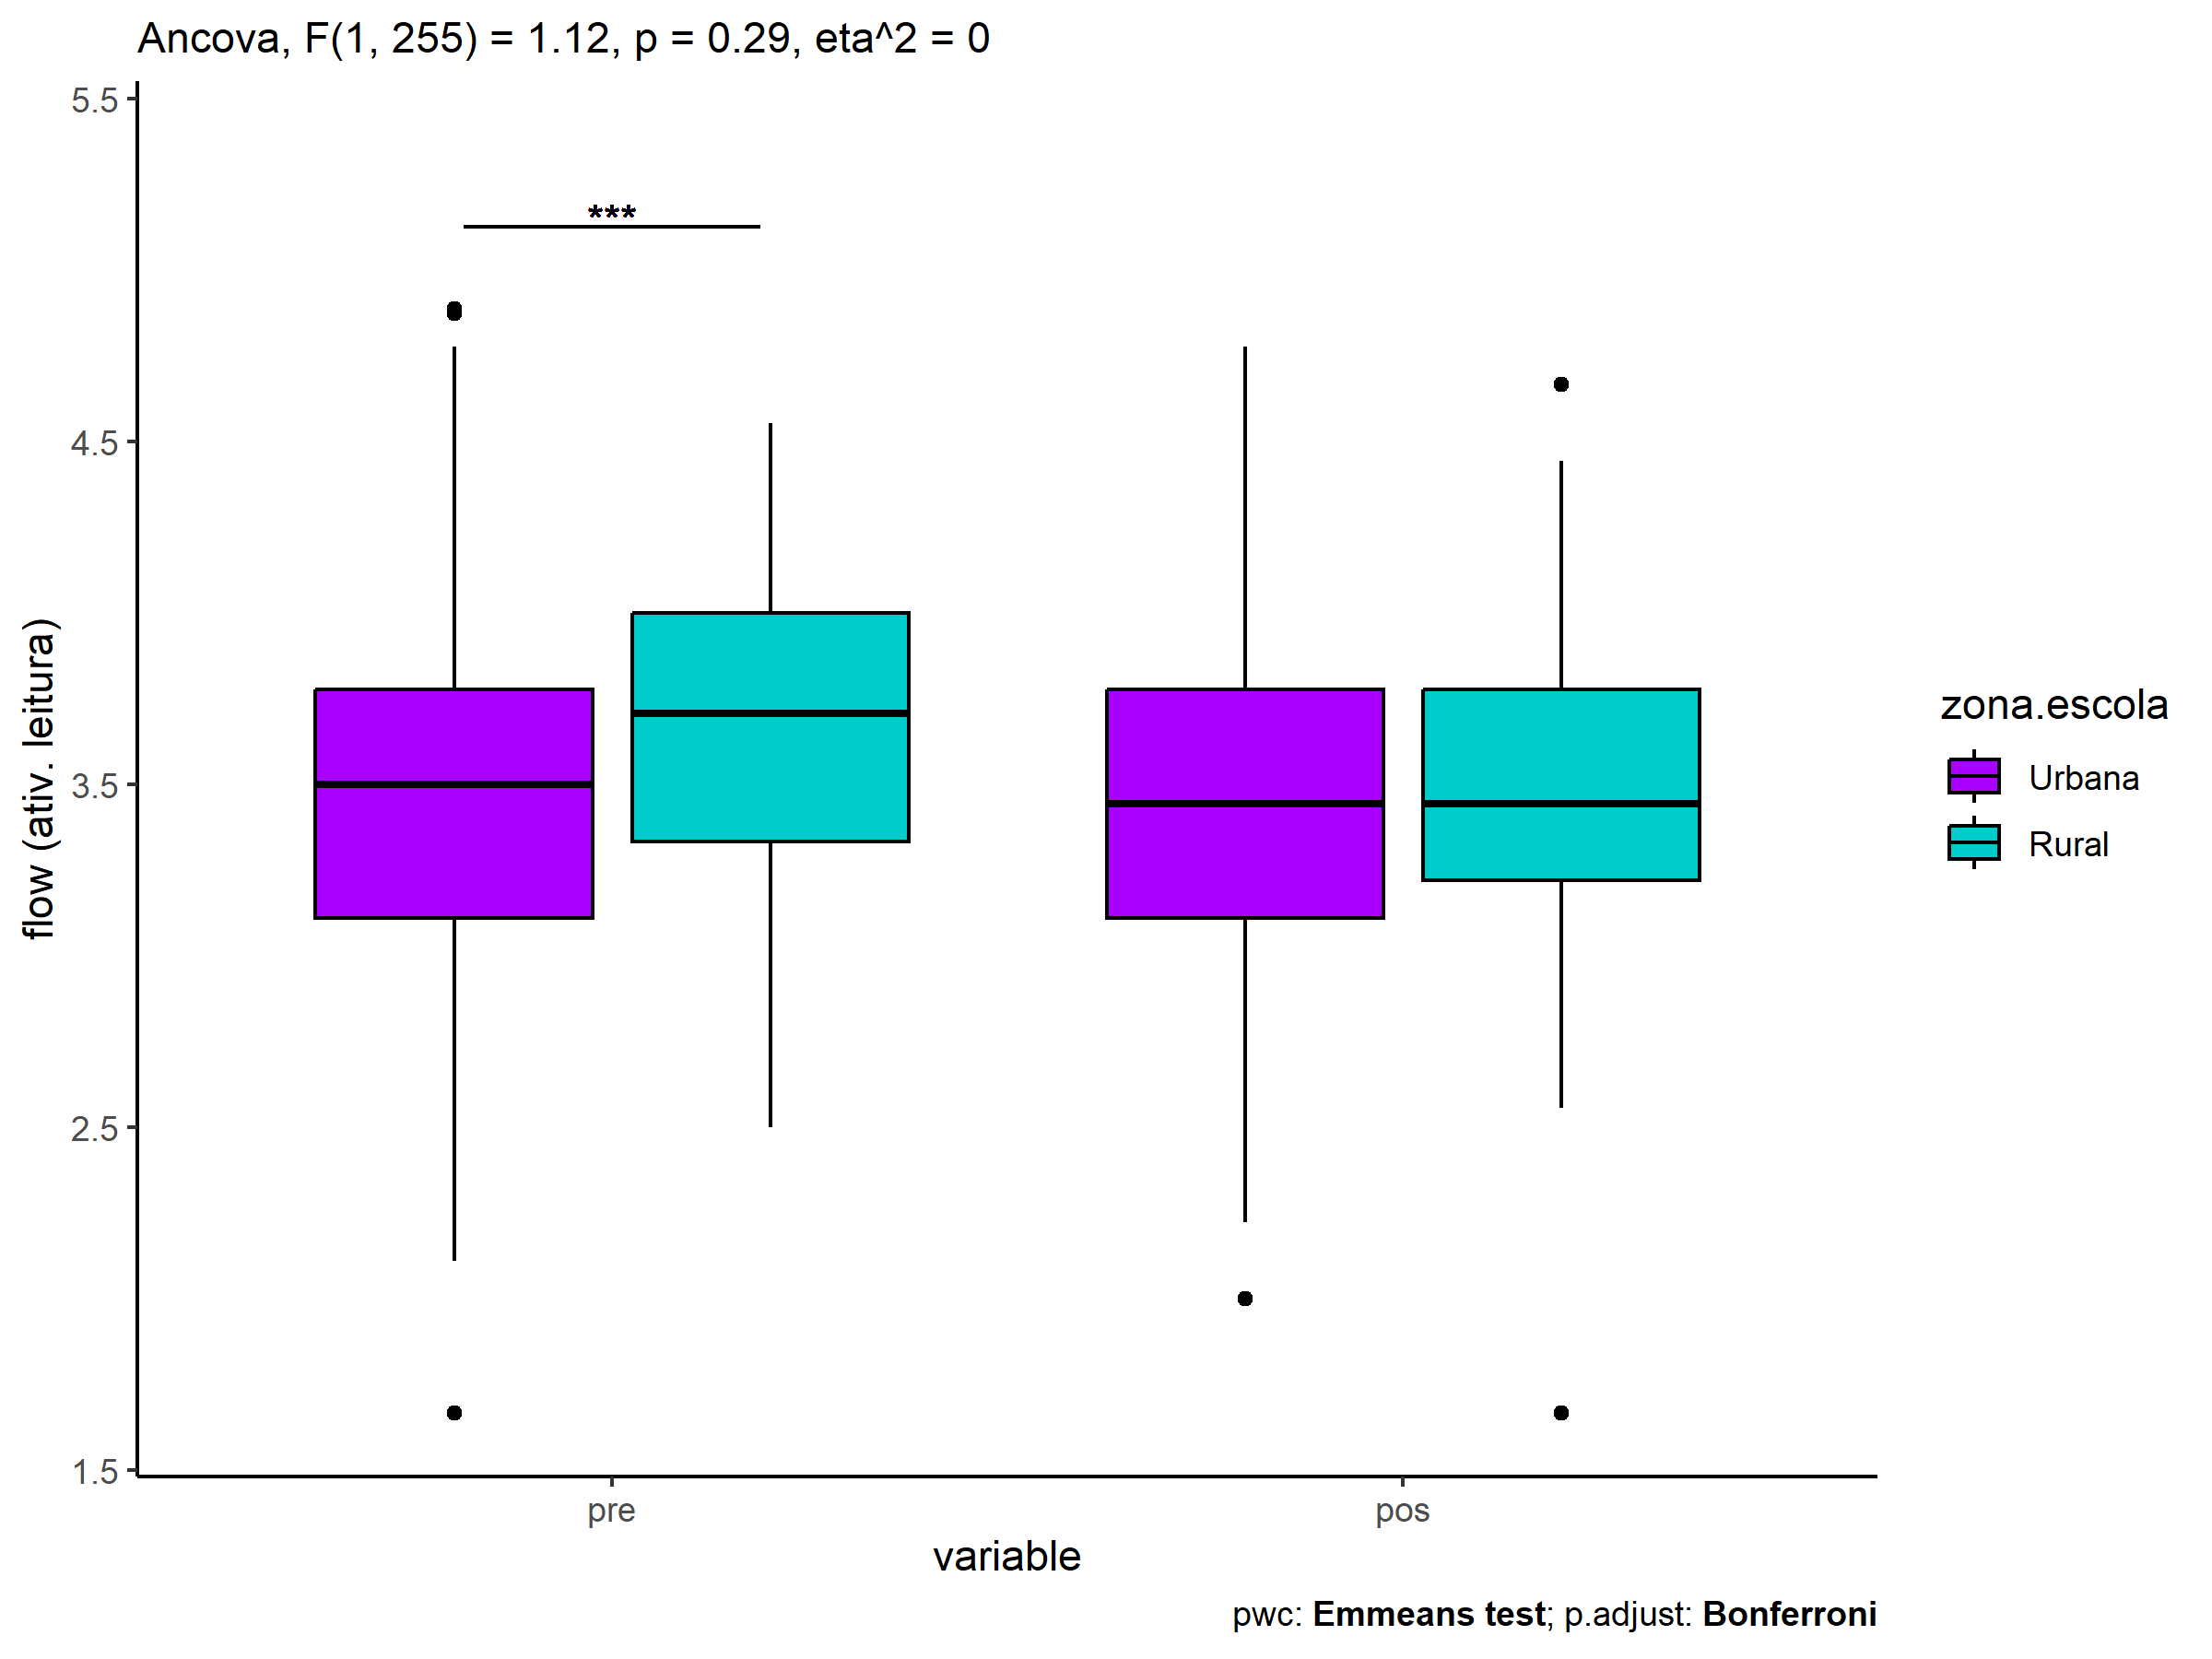 Ancova, F(1, 255) = 1.12, p = 0.29, eta^2 = 0
5.5
4.5
3.5
2.5
1.5
flow (ativ. leitura)
***
pre
pos
variable
zona.escola
Urbana
Rural
pwc: Emmeans test; p.adjust: Bonferroni